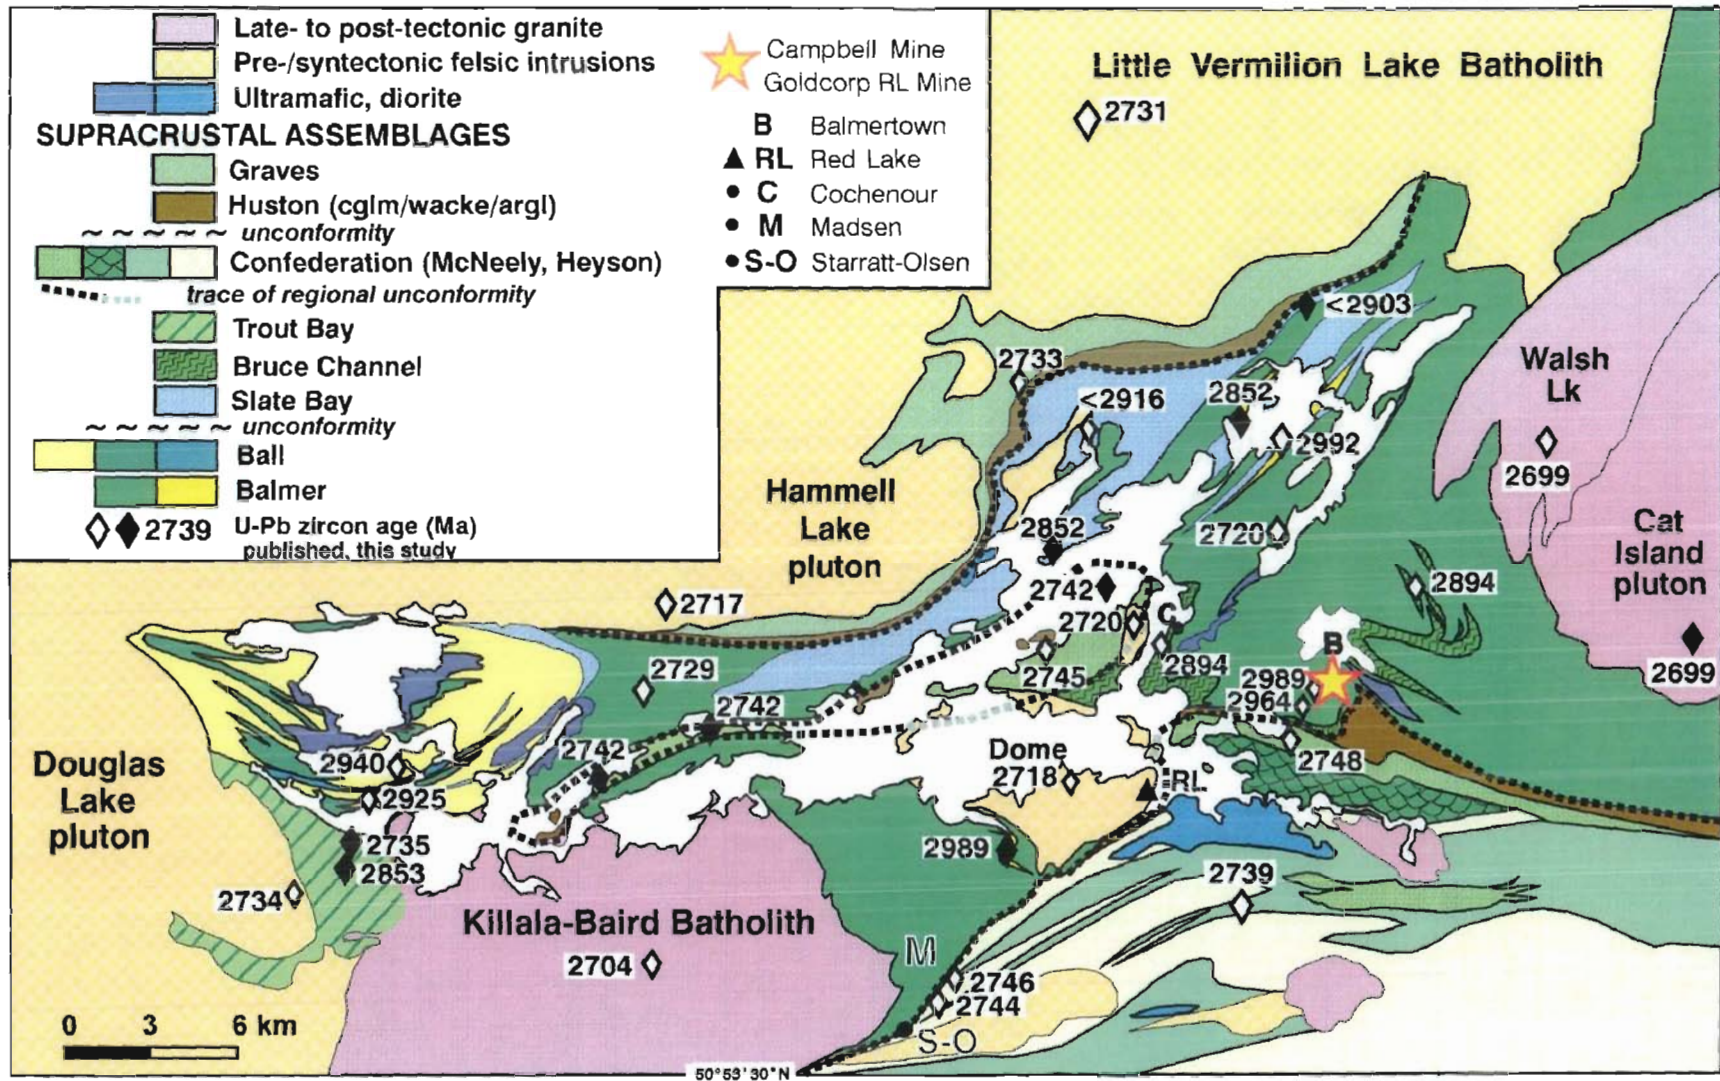 Late- to post-tectonic granite
Pre-/syntectonic felsic intrusions
Ultramafic, diorite
SUPRACRUSTAL ASSEMBLAGES
Graves
Huston (cglm/wacke/argl)
~ ~ ~ ~ ~ ~ unconformity
Confederation (McNeely, Heyson)
trace of regional unconformity
Trout Bay
Bruce Channel
Slate Bay
~ ~ ~ ~ ~ ~ unconformity
Ball
Balmer
2739 U-Pb zircon age (Ma)
published, this study
Campbell Mine
Goldcorp RL Mine
B Balmertown
▲ RL Red Lake
• C Cochenour
• M Madsen
• S-O Starratt-Olsen
Little Vermilion Lake Batholith
2731
<2903
2733
<2916
2852
2992
Walsh
Lk
2699
Hammell
Lake
pluton
2852
2720
Cat
Island
pluton
2742
2894
2717
2720
C
B
2729
2745
2894
2989
2964
2699
2742
2742
Dome
2718
2748
RL
Douglas
Lake
pluton
2940
2925
2735
2853
2989
2739
2734
Killala-Baird Batholith
2704
M
2746
2744
S-O
0 3 6 km
50°53'30"N